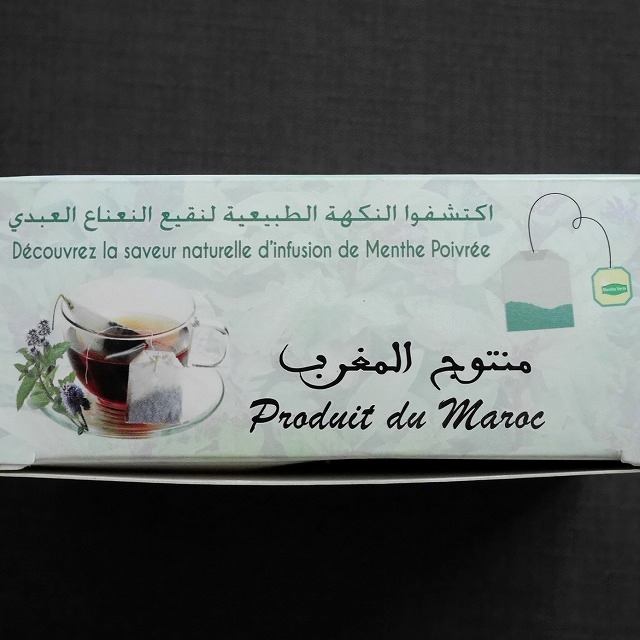 اكتشفوا النكهة الطبيعية لنقيع النعناع العبدي
Découvrez la saveur naturelle d'infusion de Menthe Poivrée
منتوج المغرب
Produit du Maroc